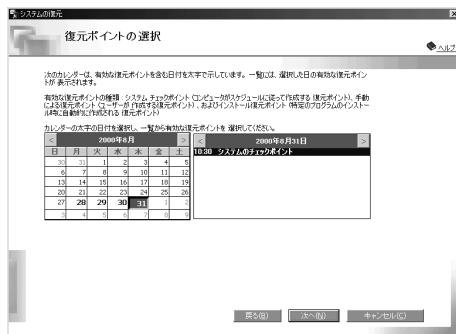 システムの復元
復元ポイントの選択
ヘルプ
次のカレンダーは、有効な復元ポイントを含む日付を太字で示しています。一覧には、選択した日の有効な復元ポイン
トが 表示されます。
有効な復元ポイントの種類 : システム チェックポイント (コンピュータがスケジュールに従って作成する 復元ポイント)、手動
による復元ポイント (ユーザーが 作成する復元ポイント) 、およびインストール復元ポイント (特定のプログラムのインストー
ル時に自動的に作成される 復元ポイント)
カレンダーの太字の日付を選択し、一覧から有効な復元ポイントを 選択してください。
< 2000年8月 >
日 月 火 水 木 金 土
30 31 1 2 3 4 5
6 7 8 9 10 11 12
13 14 15 16 17 18 19
20 21 22 23 24 25 26
27 28 29 30 31 1 2
3 4 5 6 7 8 9
< 2000年8月31日 >
10:30 システムのチェックポイント
戻る(B) 次へ(N) キャンセル(C)